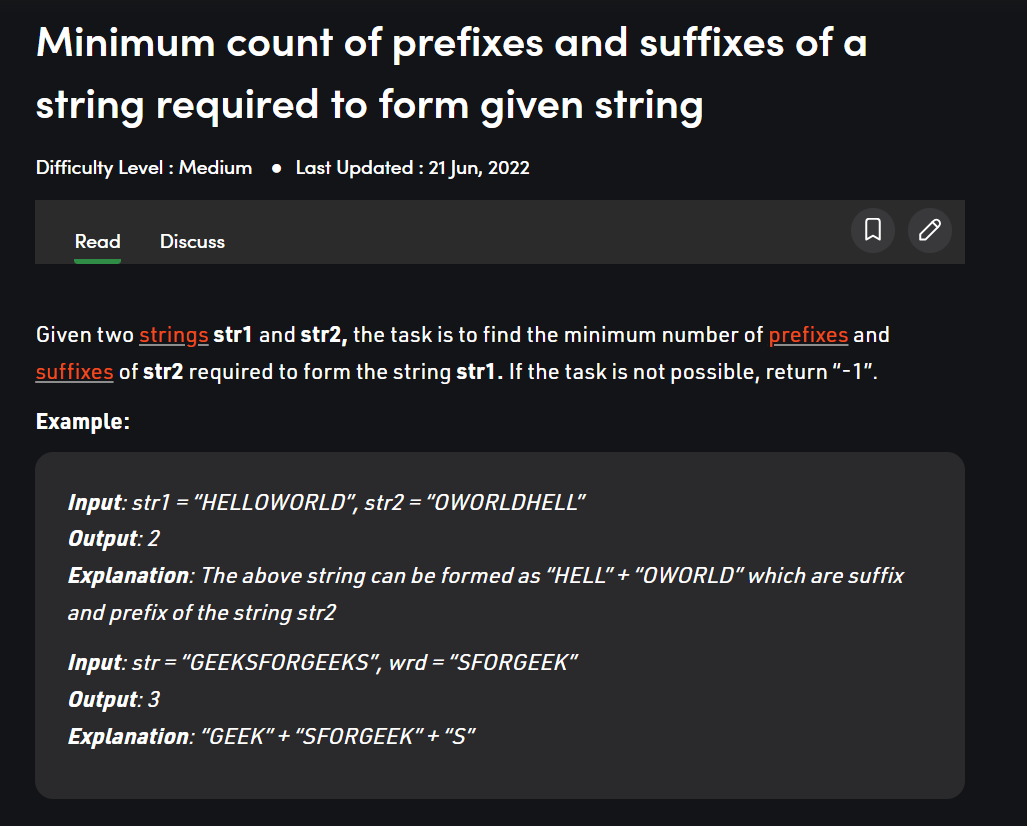 Minimum count of prefixes and suffixes of a
string required to form given string
Difficulty Level : Medium ● Last Updated : 21 Jun, 2022
Read Discuss
Given two strings str1 and str2, the task is to find the minimum number of prefixes and
suffixes of str2 required to form the string str1. If the task is not possible, return “-1”.
Example:
Input: str1 = “HELLOWORLD”, str2 = “OWORLDHELL”
Output: 2
Explanation: The above string can be formed as “HELL” + “OWORLD” which are suffix
and prefix of the string str2
Input: str = “GEEKSFORGEEKS”, wrd = “SFORGEEK”
Output: 3
Explanation: “GEEK” + “SFORGEEK” + “S”